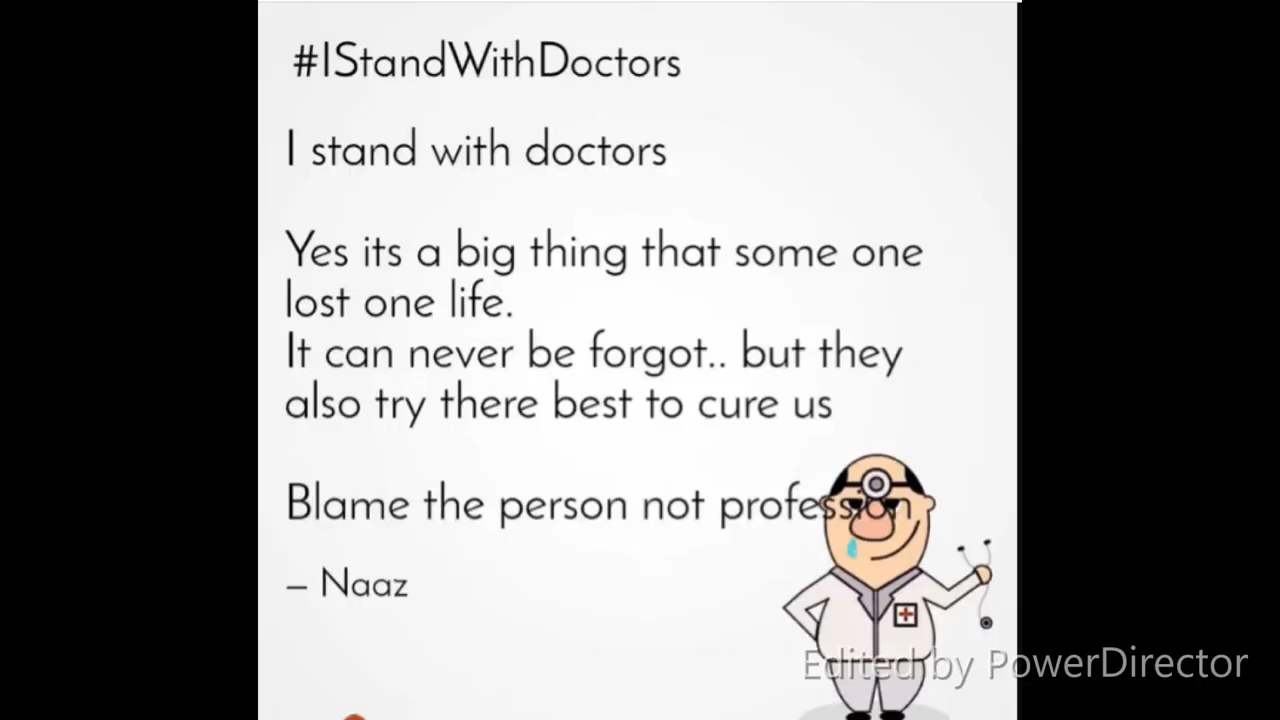 #IStandWithDoctors
I stand with doctors
Yes its a big thing that some one
lost one life.
It can never be forgot.. but they
also try there best to cure us
Blame the person not profession
– Naaz
Edited by PowerDirector